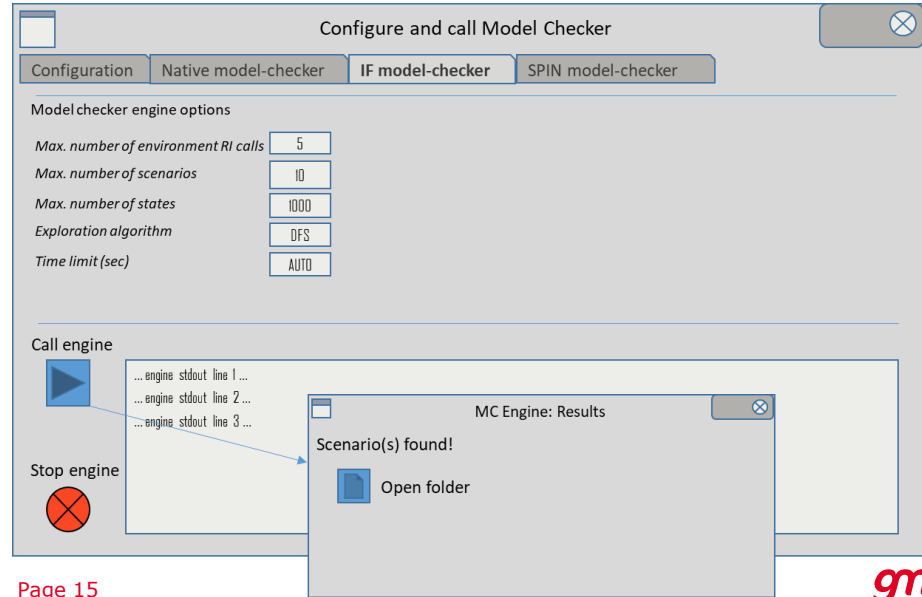 Configure and call Model Checker
Configuration Native model-checker IF model-checker SPIN model-checker
Model checker engine options
Max. number of environment RI calls 5
Max. number of scenarios 10
Max. number of states 1000
Exploration algorithm DFS
Time limit (sec) AUTO
Call engine
... engine stdout line 1 ...
... engine stdout line 2 ...
... engine stdout line 3 ...
MC Engine: Results
Scenario(s) found!
Stop engine
Open folder
Page 15